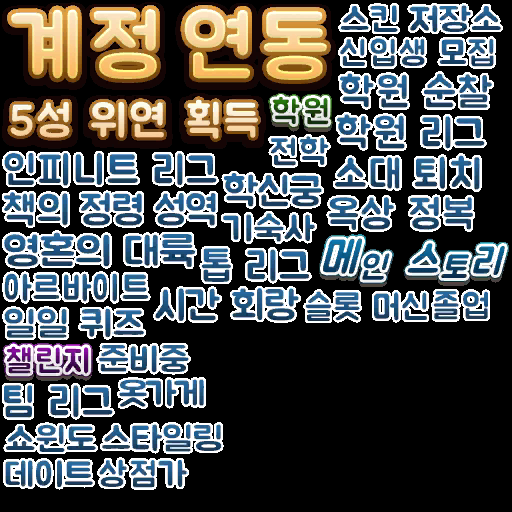 계정 연동
스킨 저장소
신입생 모집
학원 순찰
5성 위연 획득
학원
학원 리그
전학
인피니트 리그
학신궁
소대 퇴치
책의 정령 성역
기숙사
옥상 정복
영혼의 대륙
톱 리그
메인 스토리
아르바이트
시간 회랑
슬롯 머신
졸업
일일 퀴즈
챌린지
준비중
팀 리그
옷가게
쇼윈도
스타일링
데이트
상점가